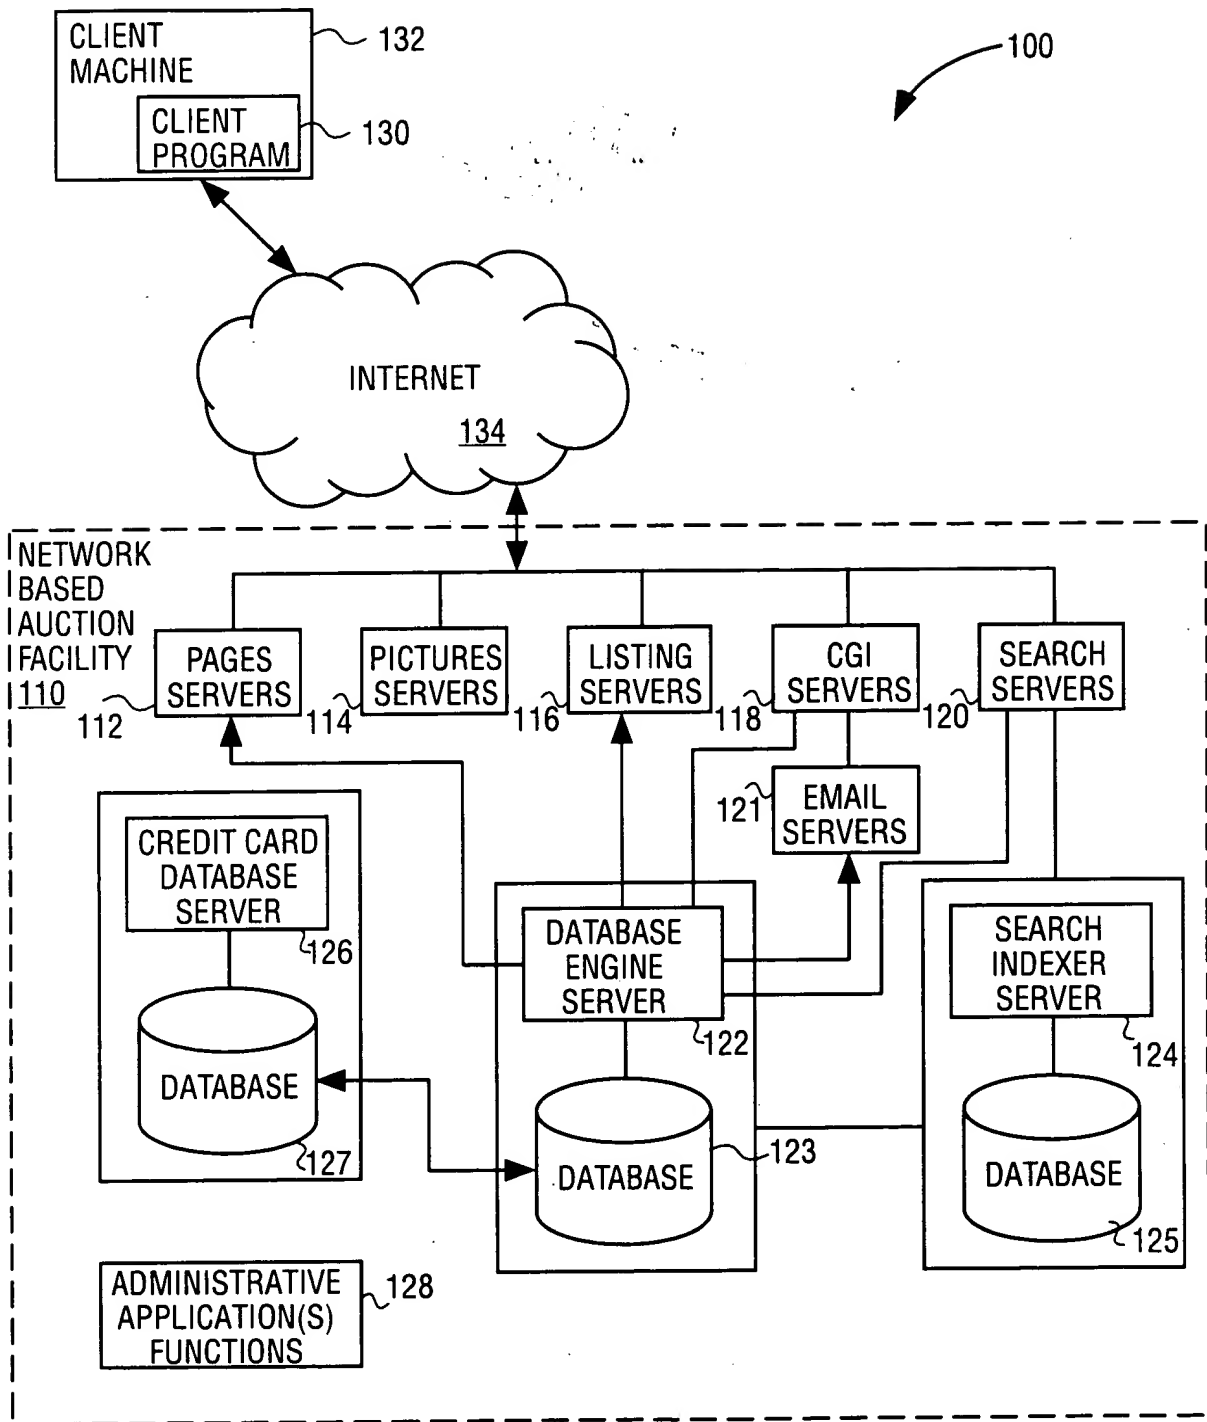 CLIENT
MACHINE
132
100
CLIENT
PROGRAM
130
INTERNET
134
NETWORK
BASED
AUCTION
FACILITY
110
PAGES
SERVERS
112
PICTURES
SERVERS
114
LISTING
SERVERS
116
CGI
SERVERS
118
SEARCH
SERVERS
120
EMAIL
SERVERS
121
CREDIT CARD
DATABASE
SERVER
126
DATABASE
127
DATABASE
ENGINE
SERVER
122
DATABASE
123
SEARCH
INDEXER
SERVER
124
DATABASE
125
ADMINISTRATIVE
APPLICATION(S)
FUNCTIONS
128